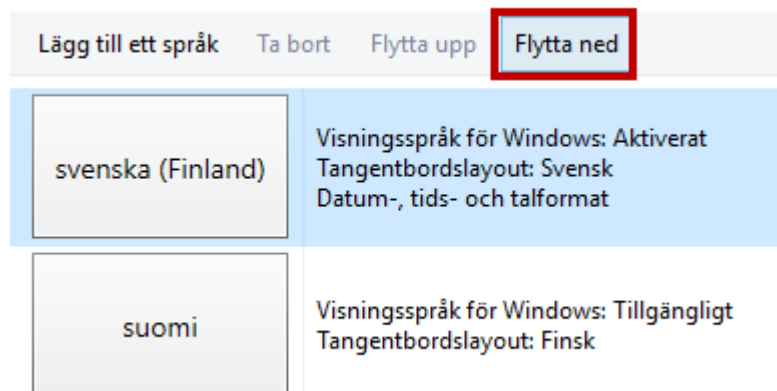 Lägg till ett språk Ta bort Flytta upp Flytta ned
svenska (Finland)
Visningsspråk för Windows: Aktiverat
Tangentbordslayout: Svensk
Datum-, tids- och talformat
suomi
Visningsspråk för Windows: Tillgängligt
Tangentbordslayout: Finsk